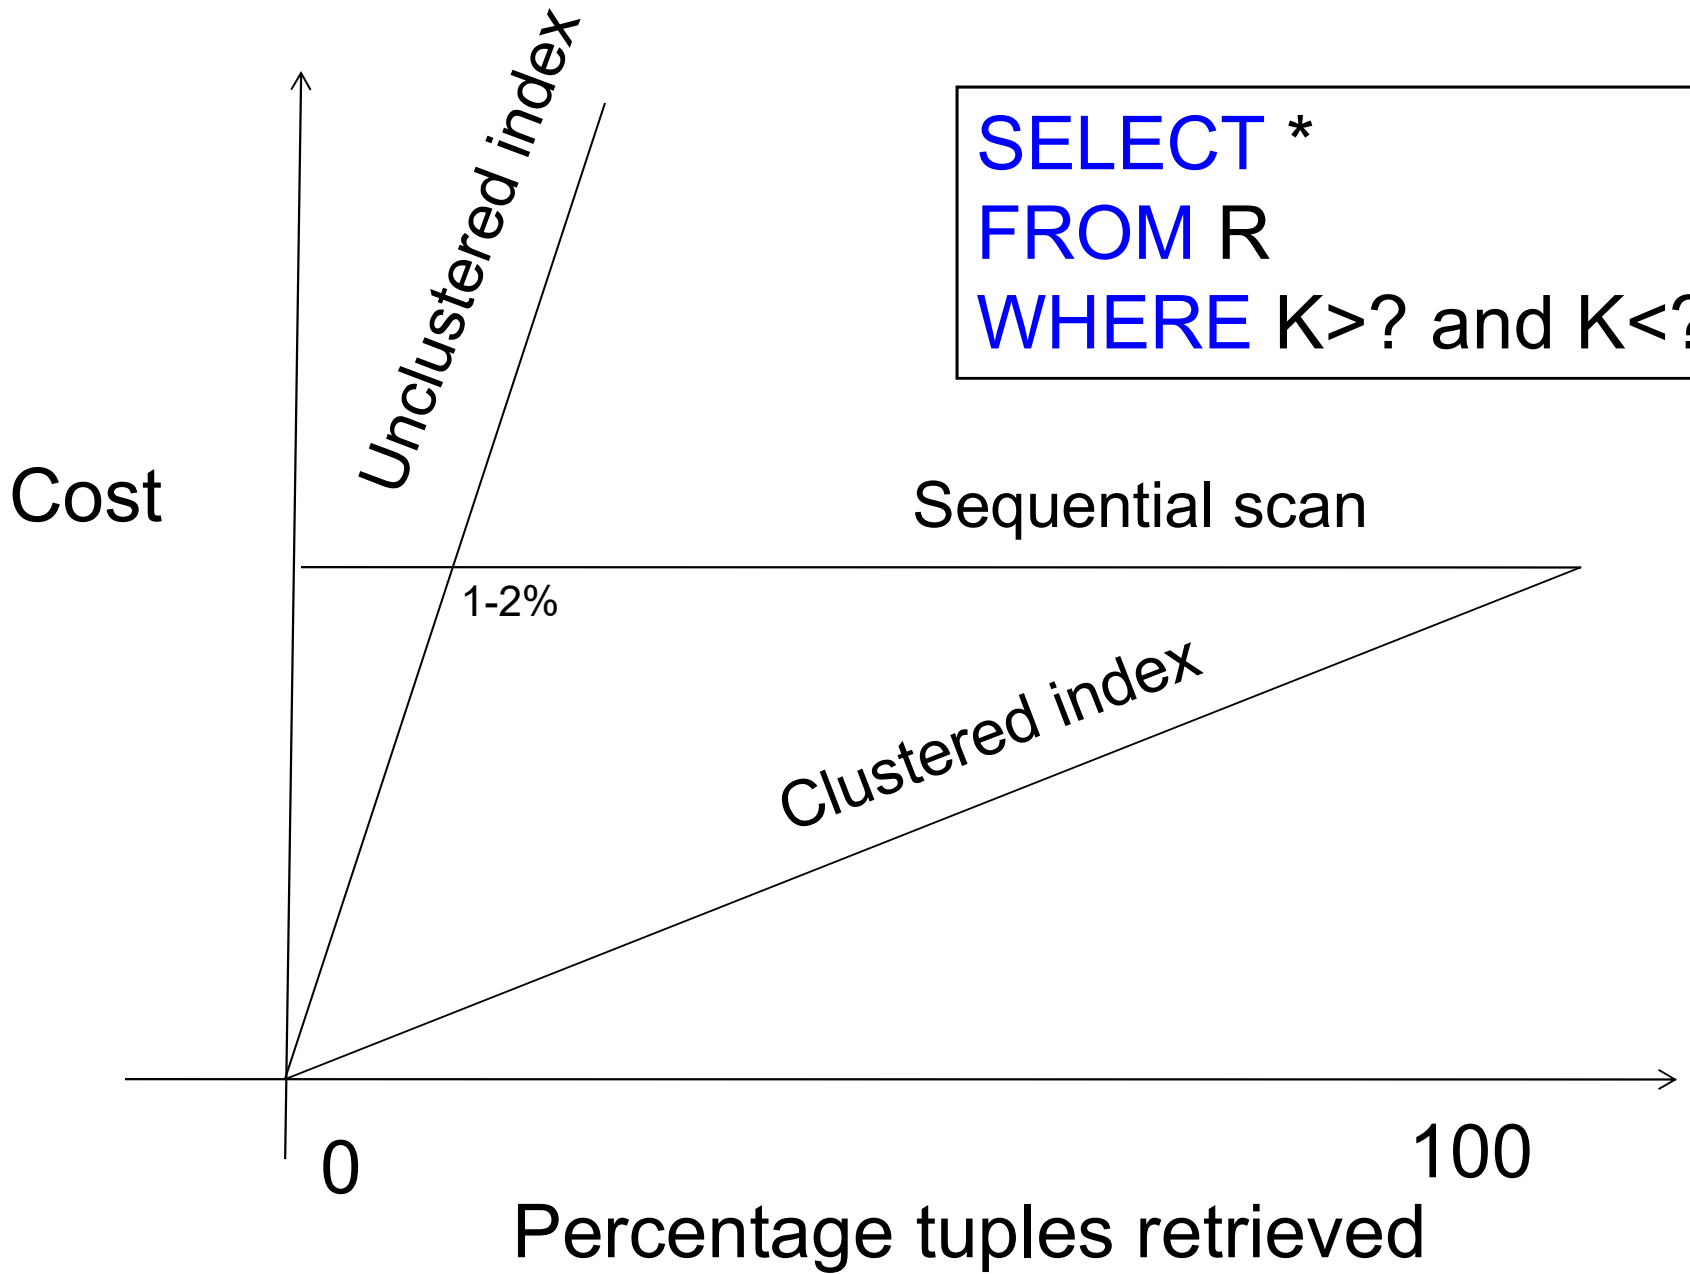 Unclustered index
SELECT *
FROM R
WHERE K>? and K<?
Cost
Sequential scan
1-2%
Clustered index
0
100
Percentage tuples retrieved